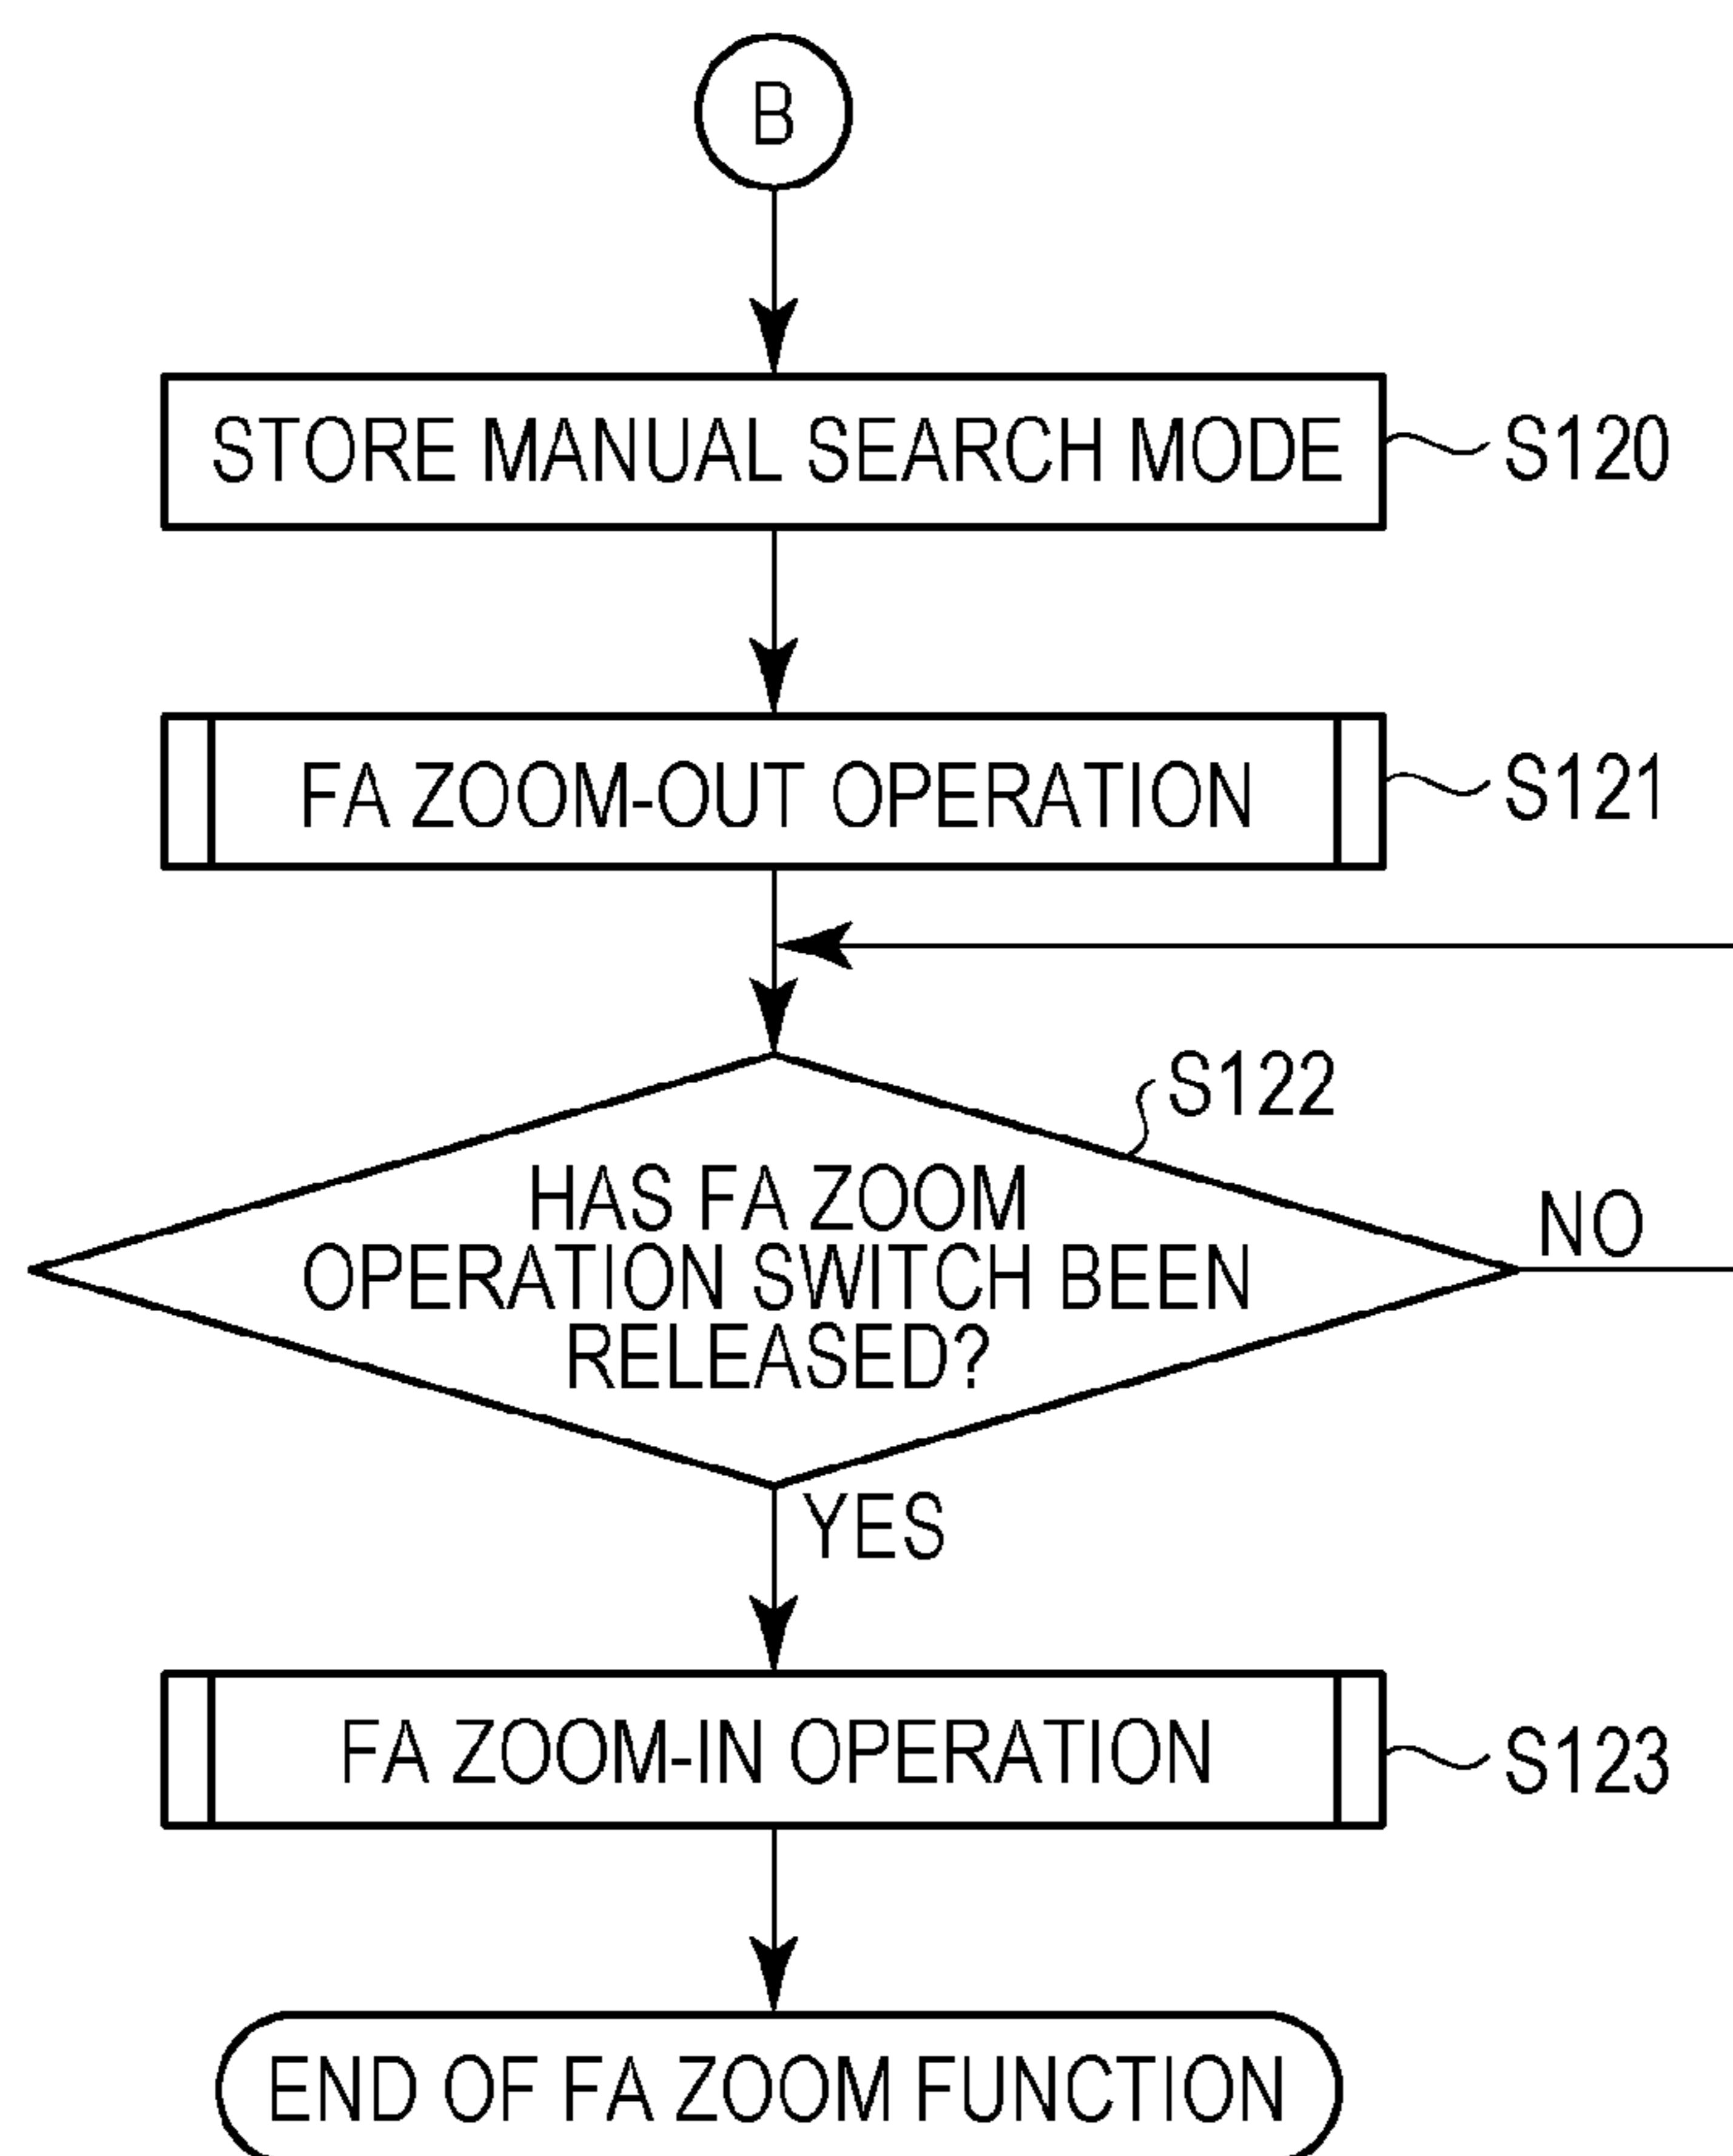 B
STORE MANUAL SEARCH MODE
S120
FA ZOOM-OUT OPERATION
S121
S122
HAS FA ZOOM
OPERATION SWITCH BEEN
RELEASED?
NO
YES
FA ZOOM-IN OPERATION
S123
END OF FA ZOOM FUNCTION